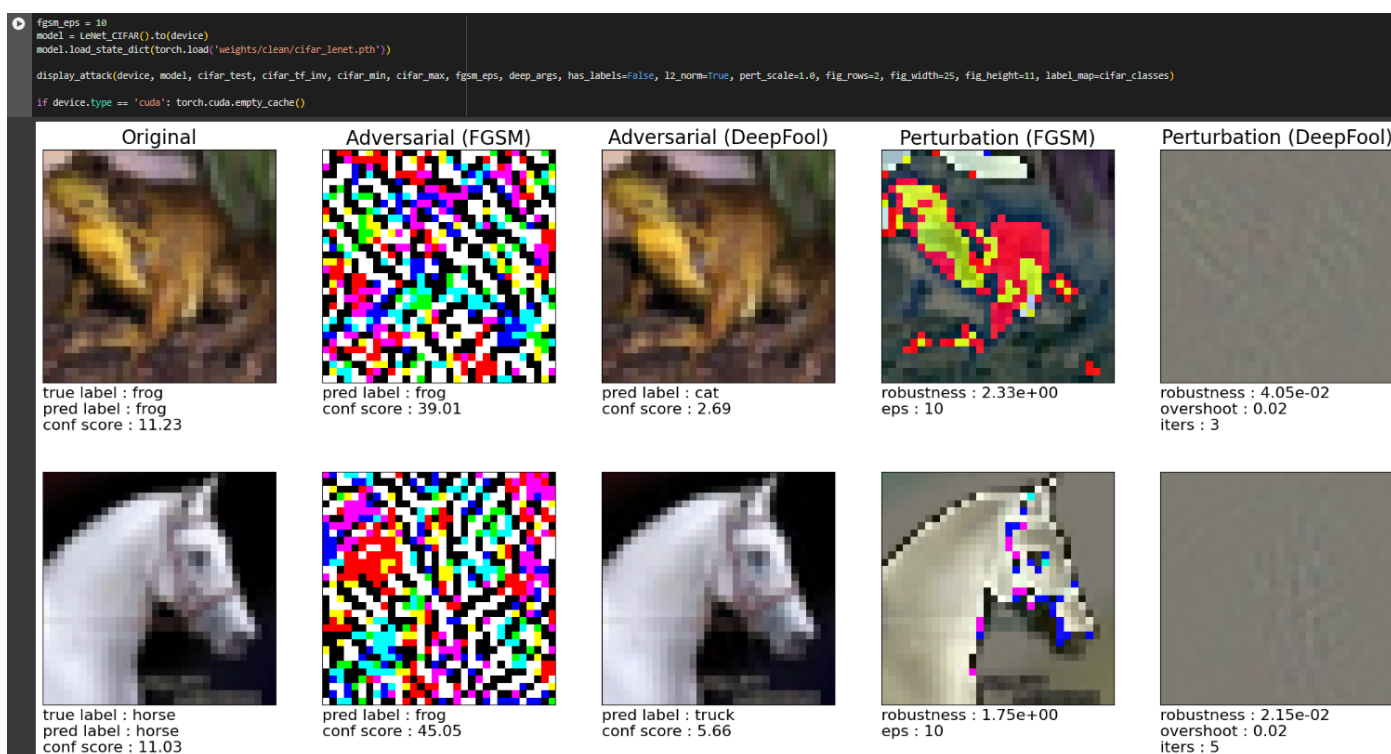 fgsm_eps = 10
model = LeNet_CIFAR().to(device)
model.load_state_dict(torch.load('weights/clean/cifar_lenet.pth'))
display_attack(device, model, cifar_test, cifar_tf_inv, cifar_min, cifar_max, fgsm_eps, deep_args, has_labels=False, l2_norm=True, pert_scale=1.0, fig_rows=2, fig_width=25, fig_height=11, label_map=cifar_classes)
if device.type == 'cuda': torch.cuda.empty_cache()
Original
Adversarial (FGSM)
Adversarial (DeepFool)
Perturbation (FGSM)
Perturbation (DeepFool)
true label : frog
pred label : frog
conf score : 11.23
pred label : frog
conf score : 39.01
pred label : cat
conf score : 2.69
robustness : 2.33e+00
eps : 10
robustness : 4.05e-02
overshoot : 0.02
iters : 3
true label : horse
pred label : horse
conf score : 11.03
pred label : frog
conf score : 45.05
pred label : truck
conf score : 5.66
robustness : 1.75e+00
eps : 10
robustness : 2.15e-02
overshoot : 0.02
iters : 5